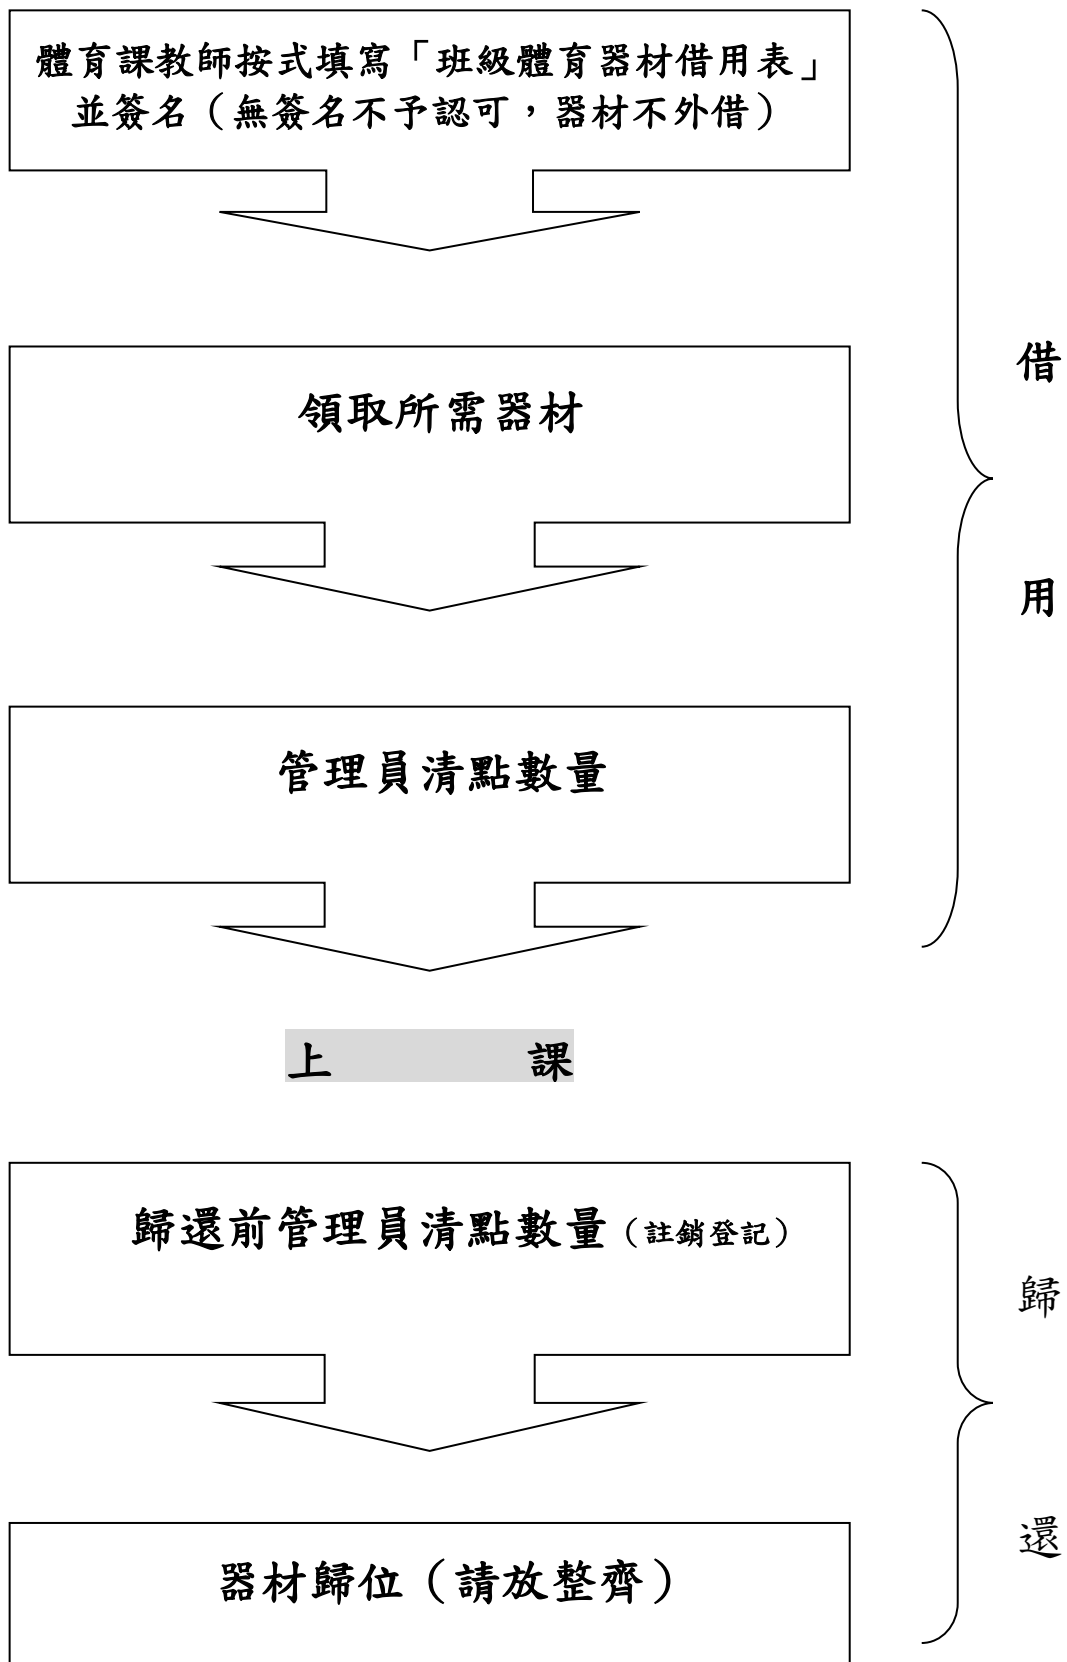 體育課教師按式填寫「班級體育器材借用表」
並簽名（無簽名不予認可，器材不外借）
領取所需器材
管理員清點數量
借
用
上 課
歸還前管理員清點數量（註銷登記）
器材歸位（請放整齊）
歸
還